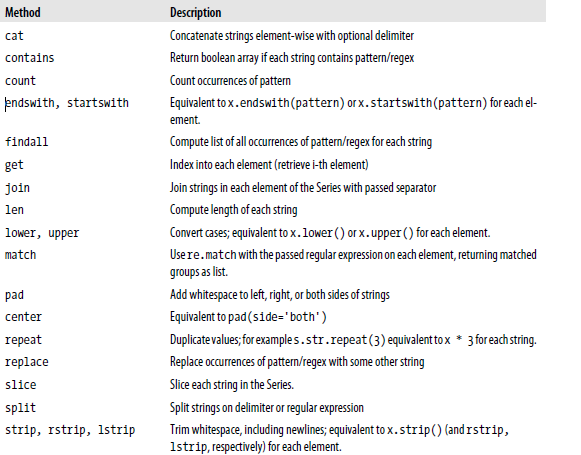 Method Description
cat Concatenate strings element-wise with optional delimiter
contains Return boolean array if each string contains pattern/regex
count Count occurrences of pattern
endswith, startswith Equivalent to x.endswith(pattern) or x.startswith(pattern) for each el-
ement.
findall Compute list of all occurrences of pattern/regex for each string
get Index into each element (retrieve i-th element)
join Join strings in each element of the Series with passed separator
len Compute length of each string
lower, upper Convert cases; equivalent to x.lower() or x.upper() for each element.
match Use re.match with the passed regular expression on each element, returning matched
groups as list.
pad Add whitespace to left, right, or both sides of strings
center Equivalent to pad(side='both')
repeat Duplicate values; for example s.str.repeat(3) equivalent to x * 3 for each string.
replace Replace occurrences of pattern/regex with some other string
slice Slice each string in the Series.
split Split strings on delimiter or regular expression
strip, rstrip, lstrip Trim whitespace, including newlines; equivalent to x.strip() (and rstrip,
lstrip, respectively) for each element.